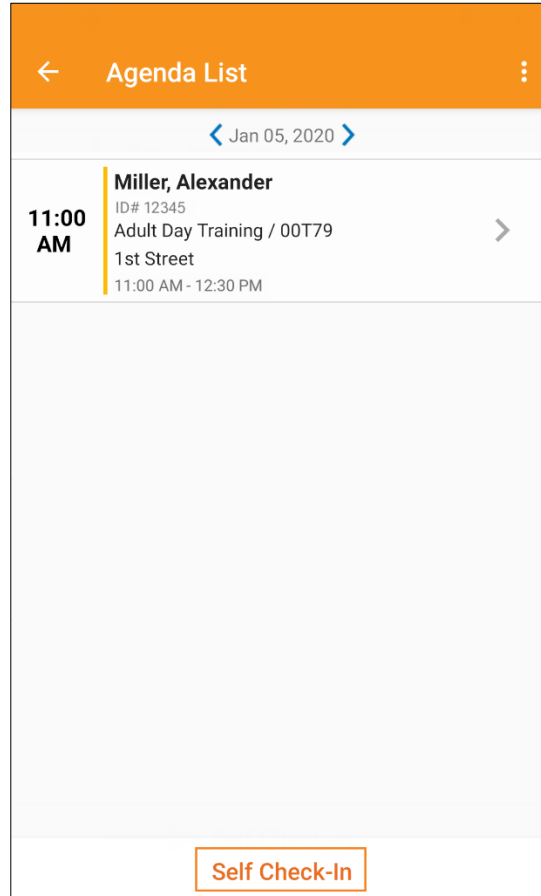 Agenda List
Jan 05, 2020
11:00
AM
Miller, Alexander
ID# 12345
Adult Day Training / 00T79
1st Street
11:00 AM - 12:30 PM
Self Check-In